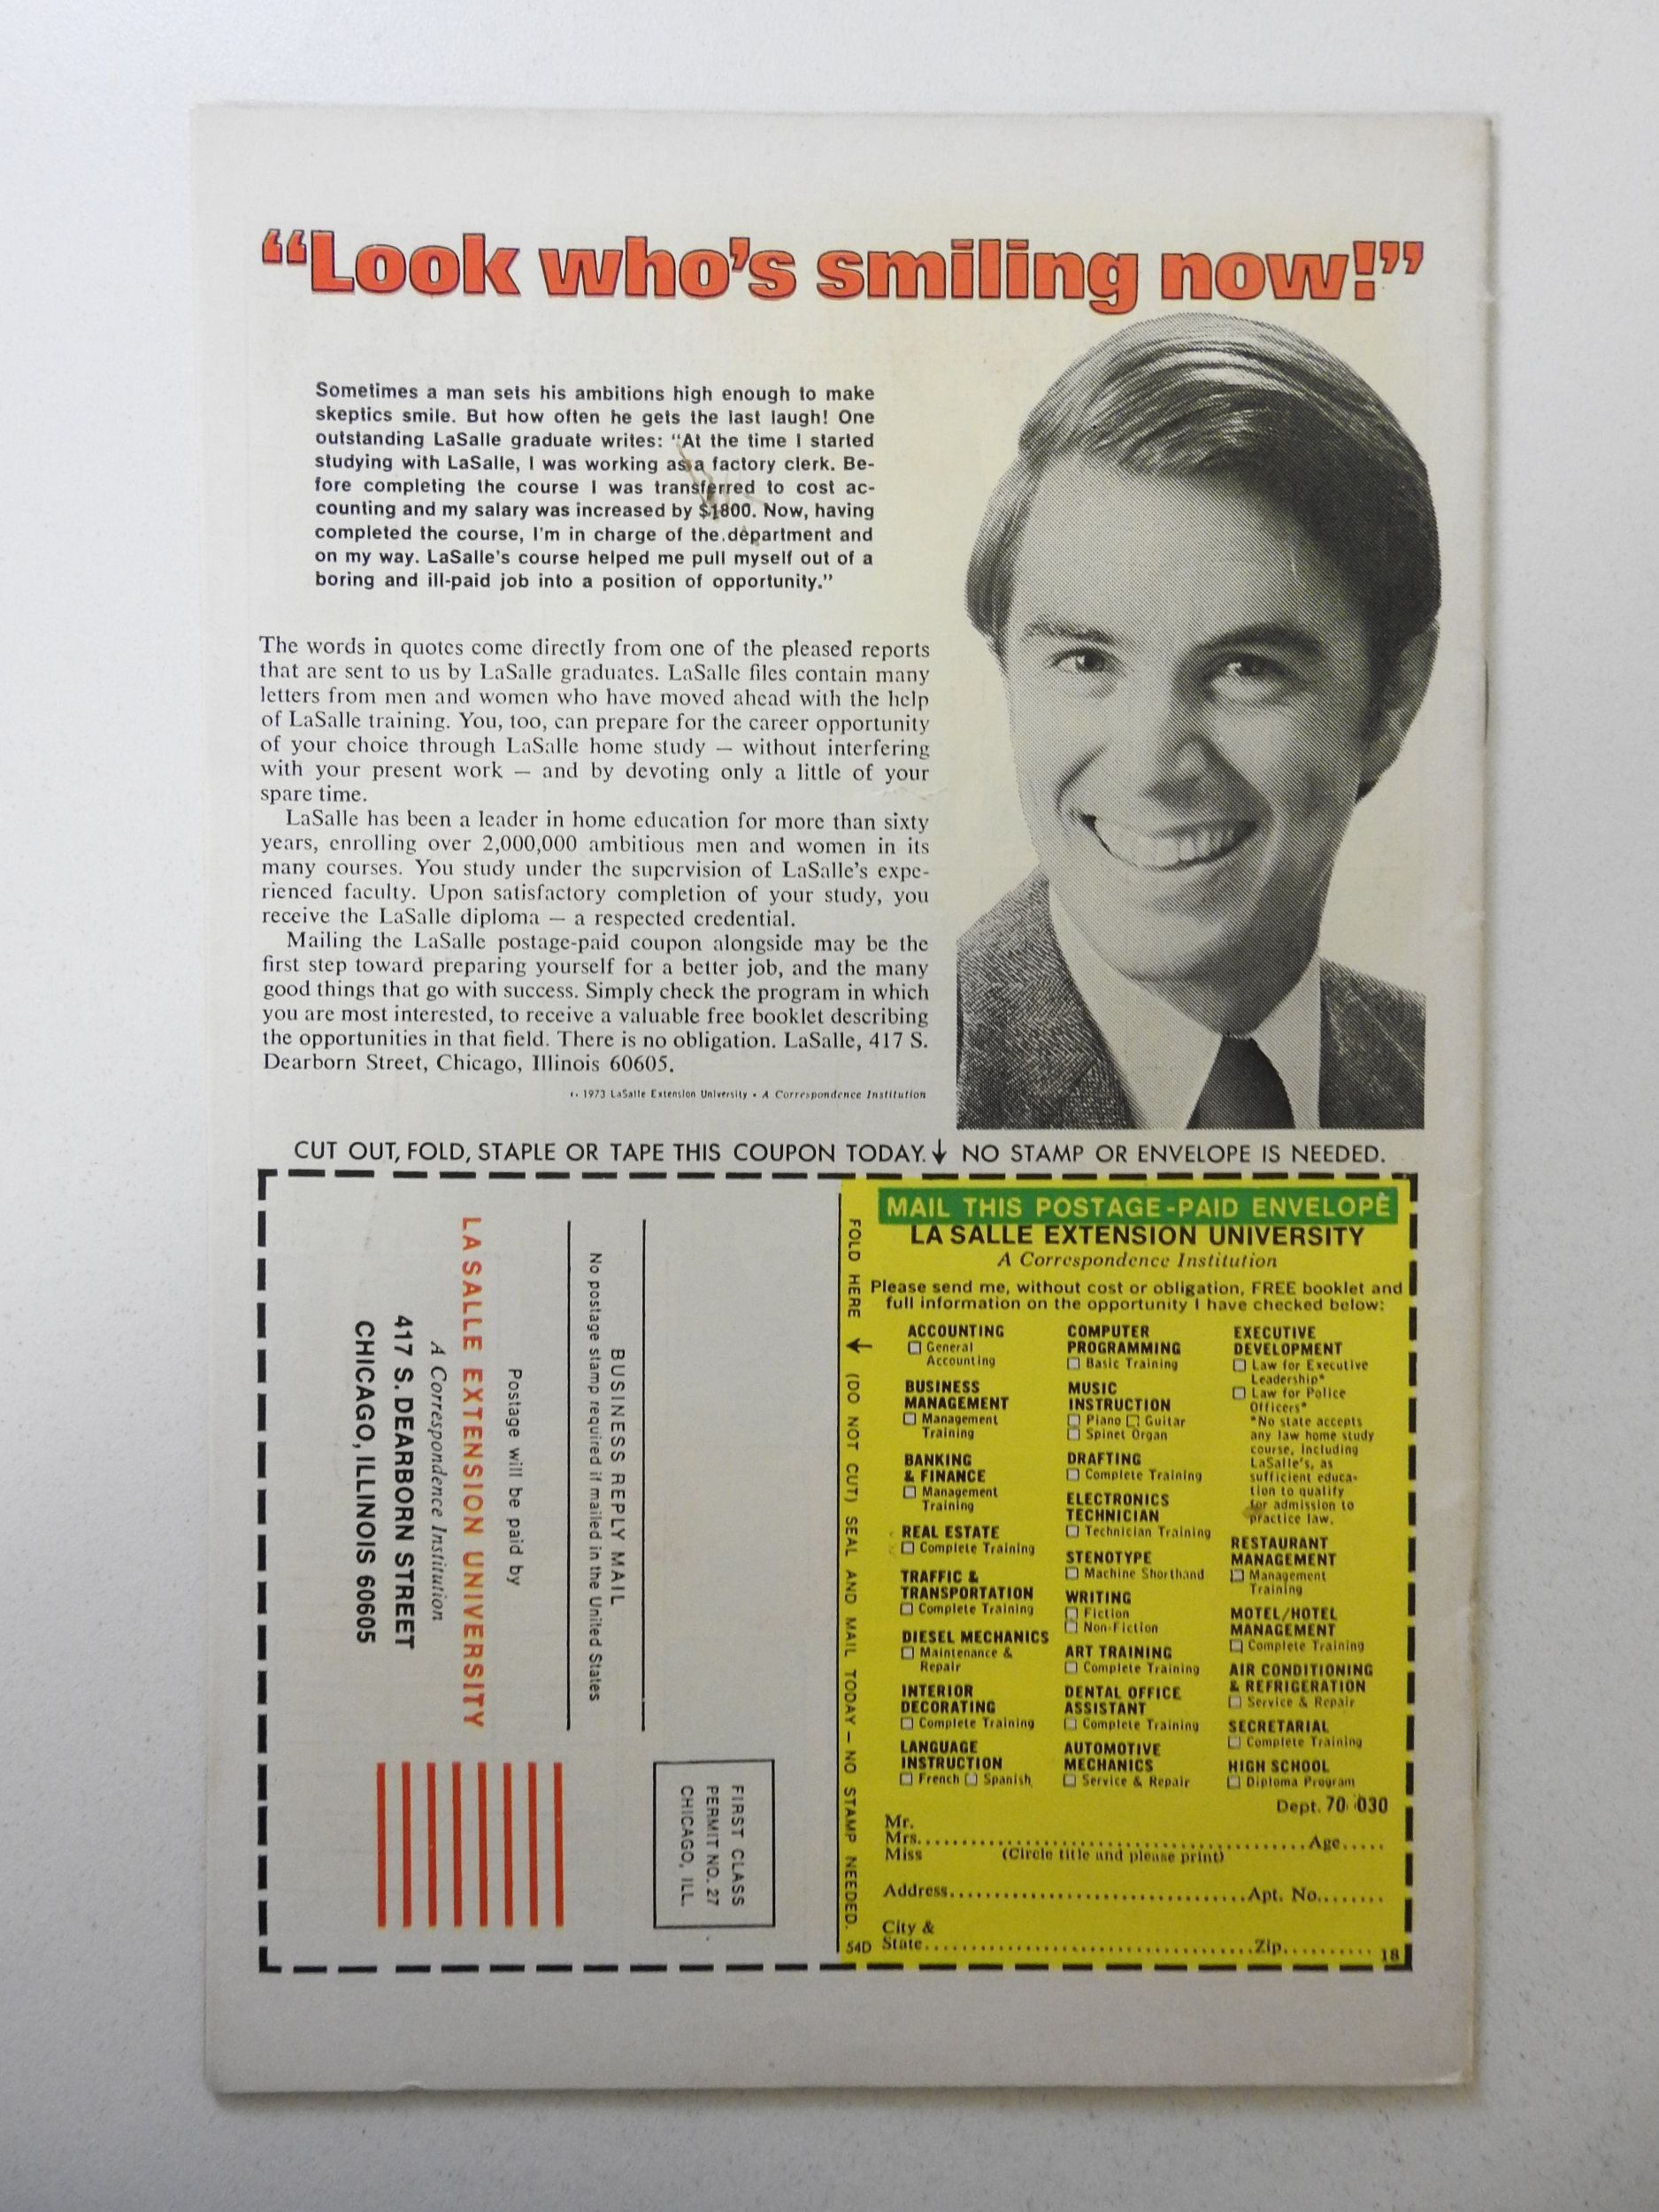 “Look who’s smiling now!”
Sometimes a man sets his ambitions high enough to make
skeptics smile. But how often he gets the last laugh! One
outstanding LaSalle graduate writes: “At the time I started
studying with LaSalle, I was working as a factory clerk. Be-
fore completing the course I was transferred to cost ac-
counting and my salary was increased by $1800. Now, having
completed the course, I'm in charge of the department and
on my way. LaSalle's course helped me pull myself out of a
boring and ill-paid job into a position of opportunity.”
The words in quotes come directly from one of the pleased reports
that are sent to us by LaSalle graduates. LaSalle files contain many
letters from men and women who have moved ahead with the help
of LaSalle training. You, too, can prepare for the career opportunity
of your choice through LaSalle home study — without interfering
with your present work — and by devoting only a little of your
spare time.
LaSalle has been a leader in home education for more than sixty
years, enrolling over 2,000,000 ambitious men and women in its
many courses. You study under the supervision of LaSalle's expe-
rienced faculty. Upon satisfactory completion of your study, you
receive the LaSalle diploma — a respected credential.
Mailing the LaSalle postage-paid coupon alongside may be the
first step toward preparing yourself for a better job, and the many
good things that go with success. Simply check the program in which
you are most interested, to receive a valuable free booklet describing
the opportunities in that field. There is no obligation. LaSalle, 417 S.
Dearborn Street, Chicago, Illinois 60605.
1973 LaSalle Extension University • A Correspondence Institution
CUT OUT, FOLD, STAPLE OR TAPE THIS COUPON TODAY. ↓ NO STAMP OR ENVELOPE IS NEEDED.
FIRST CLASS
PERMIT NO. 27
CHICAGO, ILL.
BUSINESS REPLY MAIL
No postage stamp required if mailed in the United States
Postage will be paid by
LA SALLE EXTENSION UNIVERSITY
A Correspondence Institution
417 S. DEARBORN STREET
CHICAGO, ILLINOIS 60605
FOLD HERE ↓ (DO NOT CUT) SEAL AND MAIL TODAY — NO STAMP NEEDED.
54D
MAIL THIS POSTAGE-PAID ENVELOPE
LA SALLE EXTENSION UNIVERSITY
A Correspondence Institution
Please send me, without cost or obligation, FREE booklet and
full information on the opportunity I have checked below:
ACCOUNTING
☐ General
Accounting
BUSINESS
MANAGEMENT
☐ Management
Training
BANKING
& FINANCE
☐ Management
Training
REAL ESTATE
☐ Complete Training
TRAFFIC &
TRANSPORTATION
☐ Complete Training
DIESEL MECHANICS
☐ Maintenance &
Repair
INTERIOR
DECORATING
☐ Complete Training
LANGUAGE
INSTRUCTION
☐ French ☐ Spanish
COMPUTER
PROGRAMMING
☐ Basic Training
MUSIC
INSTRUCTION
☐ Piano ☐ Guitar
☐ Spinet Organ
DRAFTING
☐ Complete Training
ELECTRONICS
TECHNICIAN
☐ Technician Training
STENOTYPE
☐ Machine Shorthand
WRITING
☐ Fiction
☐ Non-Fiction
ART TRAINING
☐ Complete Training
DENTAL OFFICE
ASSISTANT
☐ Complete Training
AUTOMOTIVE
MECHANICS
☐ Service & Repair
EXECUTIVE
DEVELOPMENT
☐ Law for Executive
Leadership*
☐ Law for Police
Officers*
*No state accepts
any law home study
course, including
LaSalle's, as
sufficient educa-
tion to qualify
for admission to
practice law.
RESTAURANT
MANAGEMENT
☐ Management
Training
MOTEL/HOTEL
MANAGEMENT
☐ Complete Training
AIR CONDITIONING
& REFRIGERATION
☐ Service & Repair
SECRETARIAL
☐ Complete Training
HIGH SCHOOL
☐ Diploma Program
Dept. 70-030
Mr.
Mrs. Age
Miss (Circle title and please print)
Address Apt. No.
City &
State Zip 18